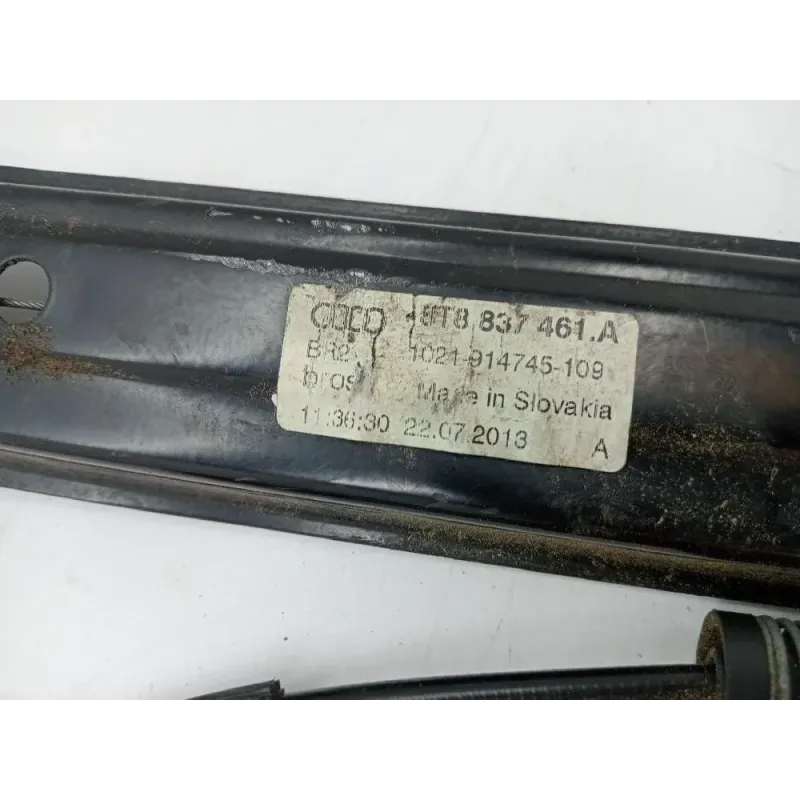 8T8 837 461.A
BR2 1021-914745-109
bros Made in Slovakia
11:36:30 22.07.2013 A